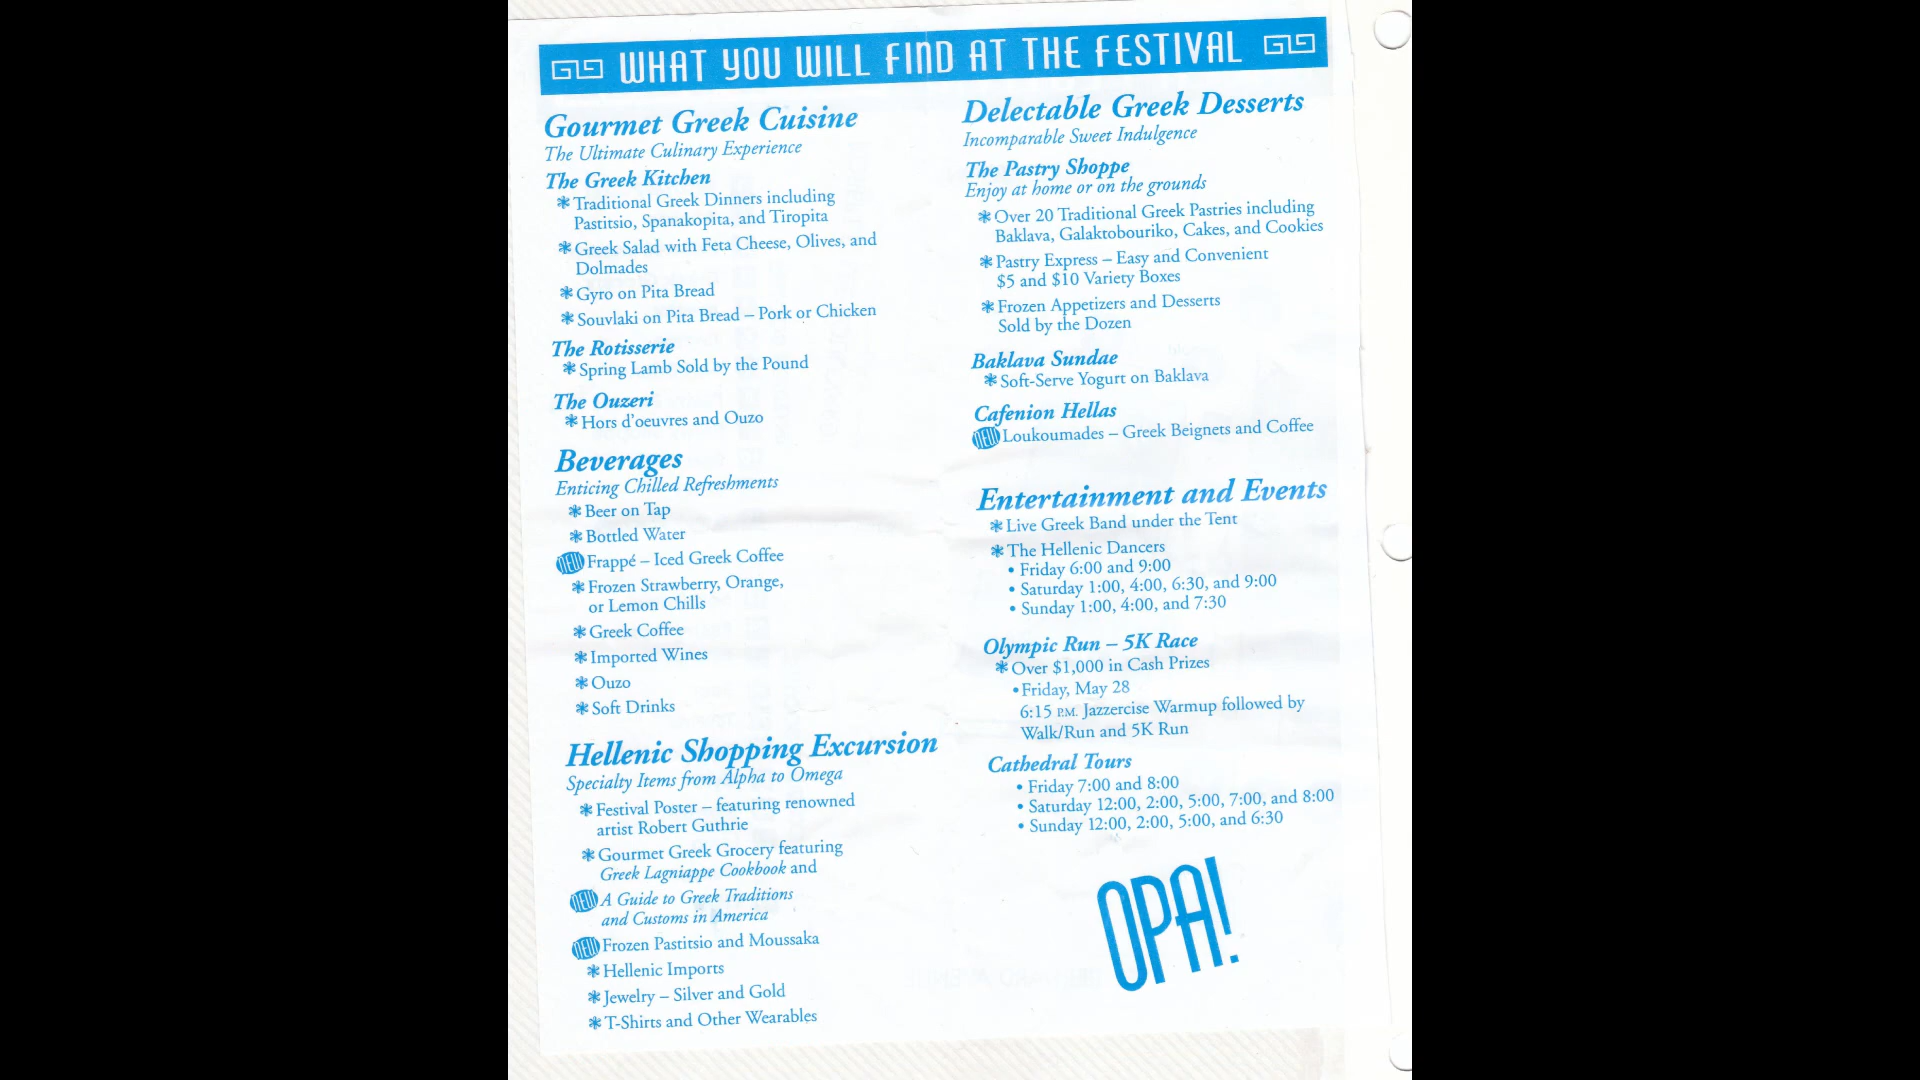 WHAT YOU WILL FIND AT THE FESTIVAL
Gourmet Greek Cuisine
The Ultimate Culinary Experience
The Greek Kitchen
Traditional Greek Dinners including
Pastitsio, Spanakopita, and Tiropita
Greek Salad with Feta Cheese, Olives, and
Dolmades
Gyro on Pita Bread
Souvlaki on Pita Bread – Pork or Chicken
The Rotisserie
Spring Lamb Sold by the Pound
The Ouzeri
Hors d'oeuvres and Ouzo
Beverages
Enticing Chilled Refreshments
Beer on Tap
Bottled Water
NEW Frappé – Iced Greek Coffee
Frozen Strawberry, Orange,
or Lemon Chills
Greek Coffee
Imported Wines
Ouzo
Soft Drinks
Hellenic Shopping Excursion
Specialty Items from Alpha to Omega
Festival Poster – featuring renowned
artist Robert Guthrie
Gourmet Greek Grocery featuring
Greek Lagniappe Cookbook and
NEW A Guide to Greek Traditions
and Customs in America
NEW Frozen Pastitsio and Moussaka
Hellenic Imports
Jewelry – Silver and Gold
T-Shirts and Other Wearables
Delectable Greek Desserts
Incomparable Sweet Indulgence
The Pastry Shoppe
Enjoy at home or on the grounds
Over 20 Traditional Greek Pastries including
Baklava, Galaktobouriko, Cakes, and Cookies
Pastry Express – Easy and Convenient
$5 and $10 Variety Boxes
Frozen Appetizers and Desserts
Sold by the Dozen
Baklava Sundae
Soft-Serve Yogurt on Baklava
Cafenion Hellas
NEW Loukoumades – Greek Beignets and Coffee
Entertainment and Events
Live Greek Band under the Tent
The Hellenic Dancers
• Friday 6:00 and 9:00
• Saturday 1:00, 4:00, 6:30, and 9:00
• Sunday 1:00, 4:00, and 7:30
Olympic Run – 5K Race
Over $1,000 in Cash Prizes
• Friday, May 28
6:15 P.M. Jazzercise Warmup followed by
Walk/Run and 5K Run
Cathedral Tours
• Friday 7:00 and 8:00
• Saturday 12:00, 2:00, 5:00, 7:00, and 8:00
• Sunday 12:00, 2:00, 5:00, and 6:30
OPA!